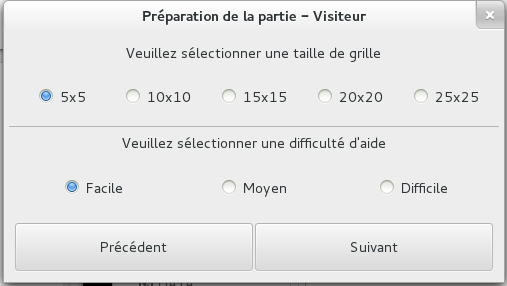 Préparation de la partie - Visiteur
Veuillez sélectionner une taille de grille
5x5 10x10 15x15 20x20 25x25
Veuillez sélectionner une difficulté d'aide
Facile Moyen Difficile
Précédent Suivant